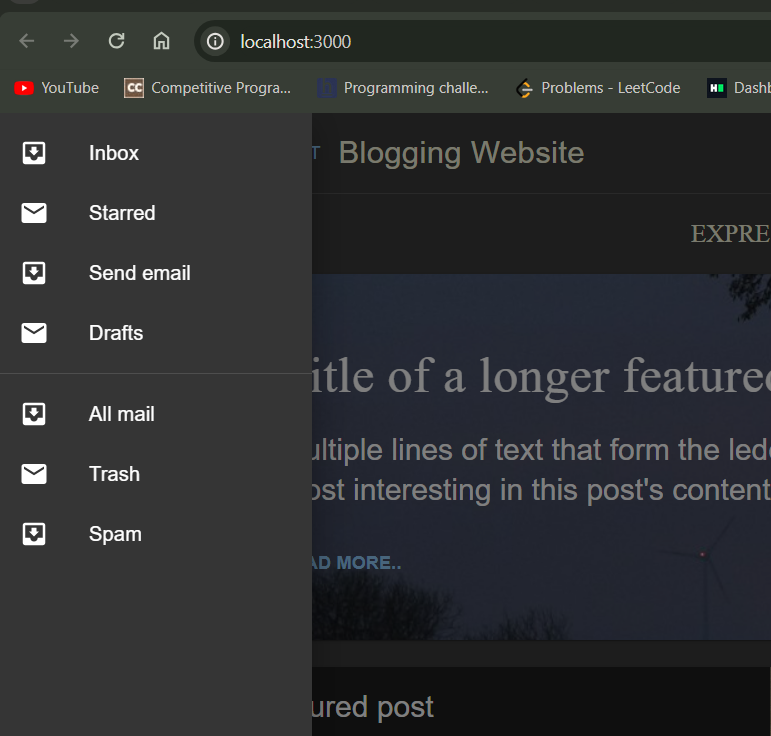 localhost:3000
YouTube
CC
Competitive Progra...
Programming challe...
Problems - LeetCode
H
Dashb
Inbox
Starred
Send email
Drafts
All mail
Trash
Spam
T
Blogging Website
EXPRE
itle of a longer featured
ultiple lines of text that form the lede
ost interesting in this post's content
AD MORE..
ured post